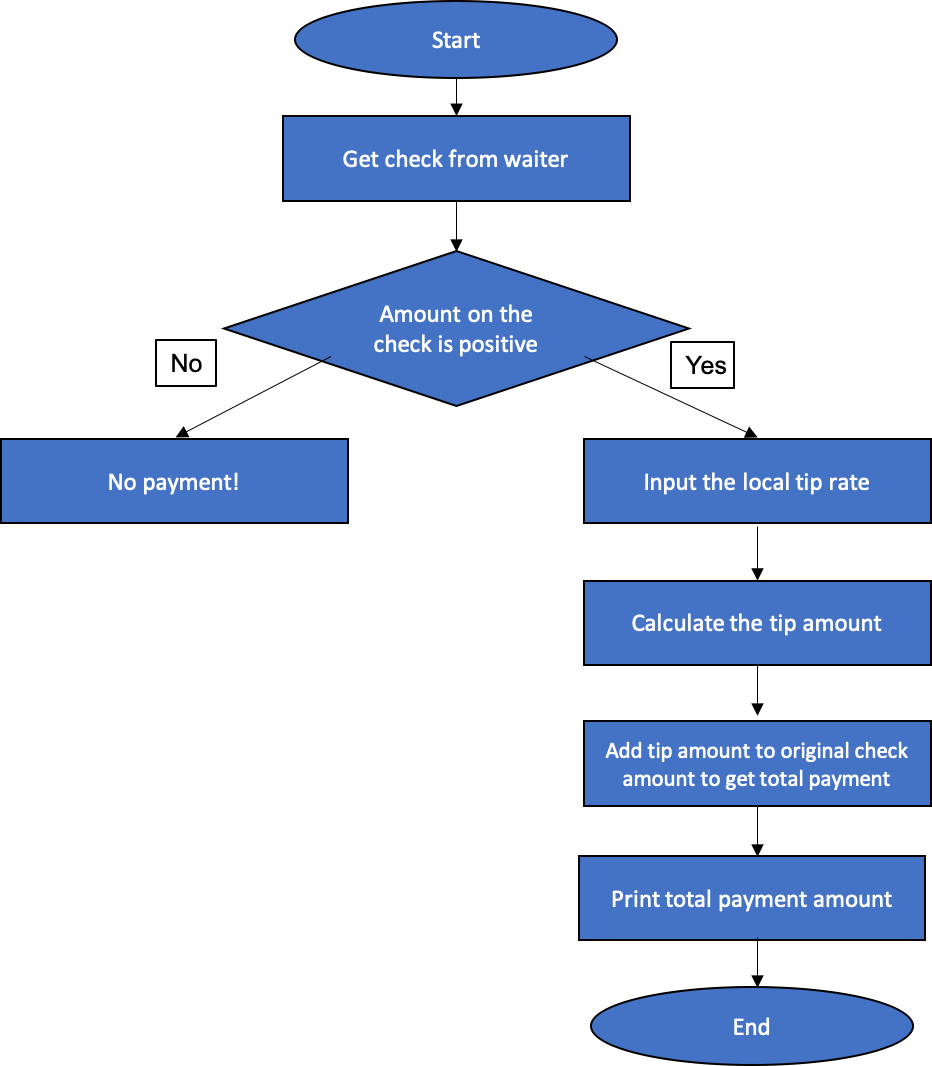 Start
Get check from waiter
Amount on the
check is positive
No
Yes
No payment!
Input the local tip rate
Calculate the tip amount
Add tip amount to original check
amount to get total payment
Print total payment amount
End